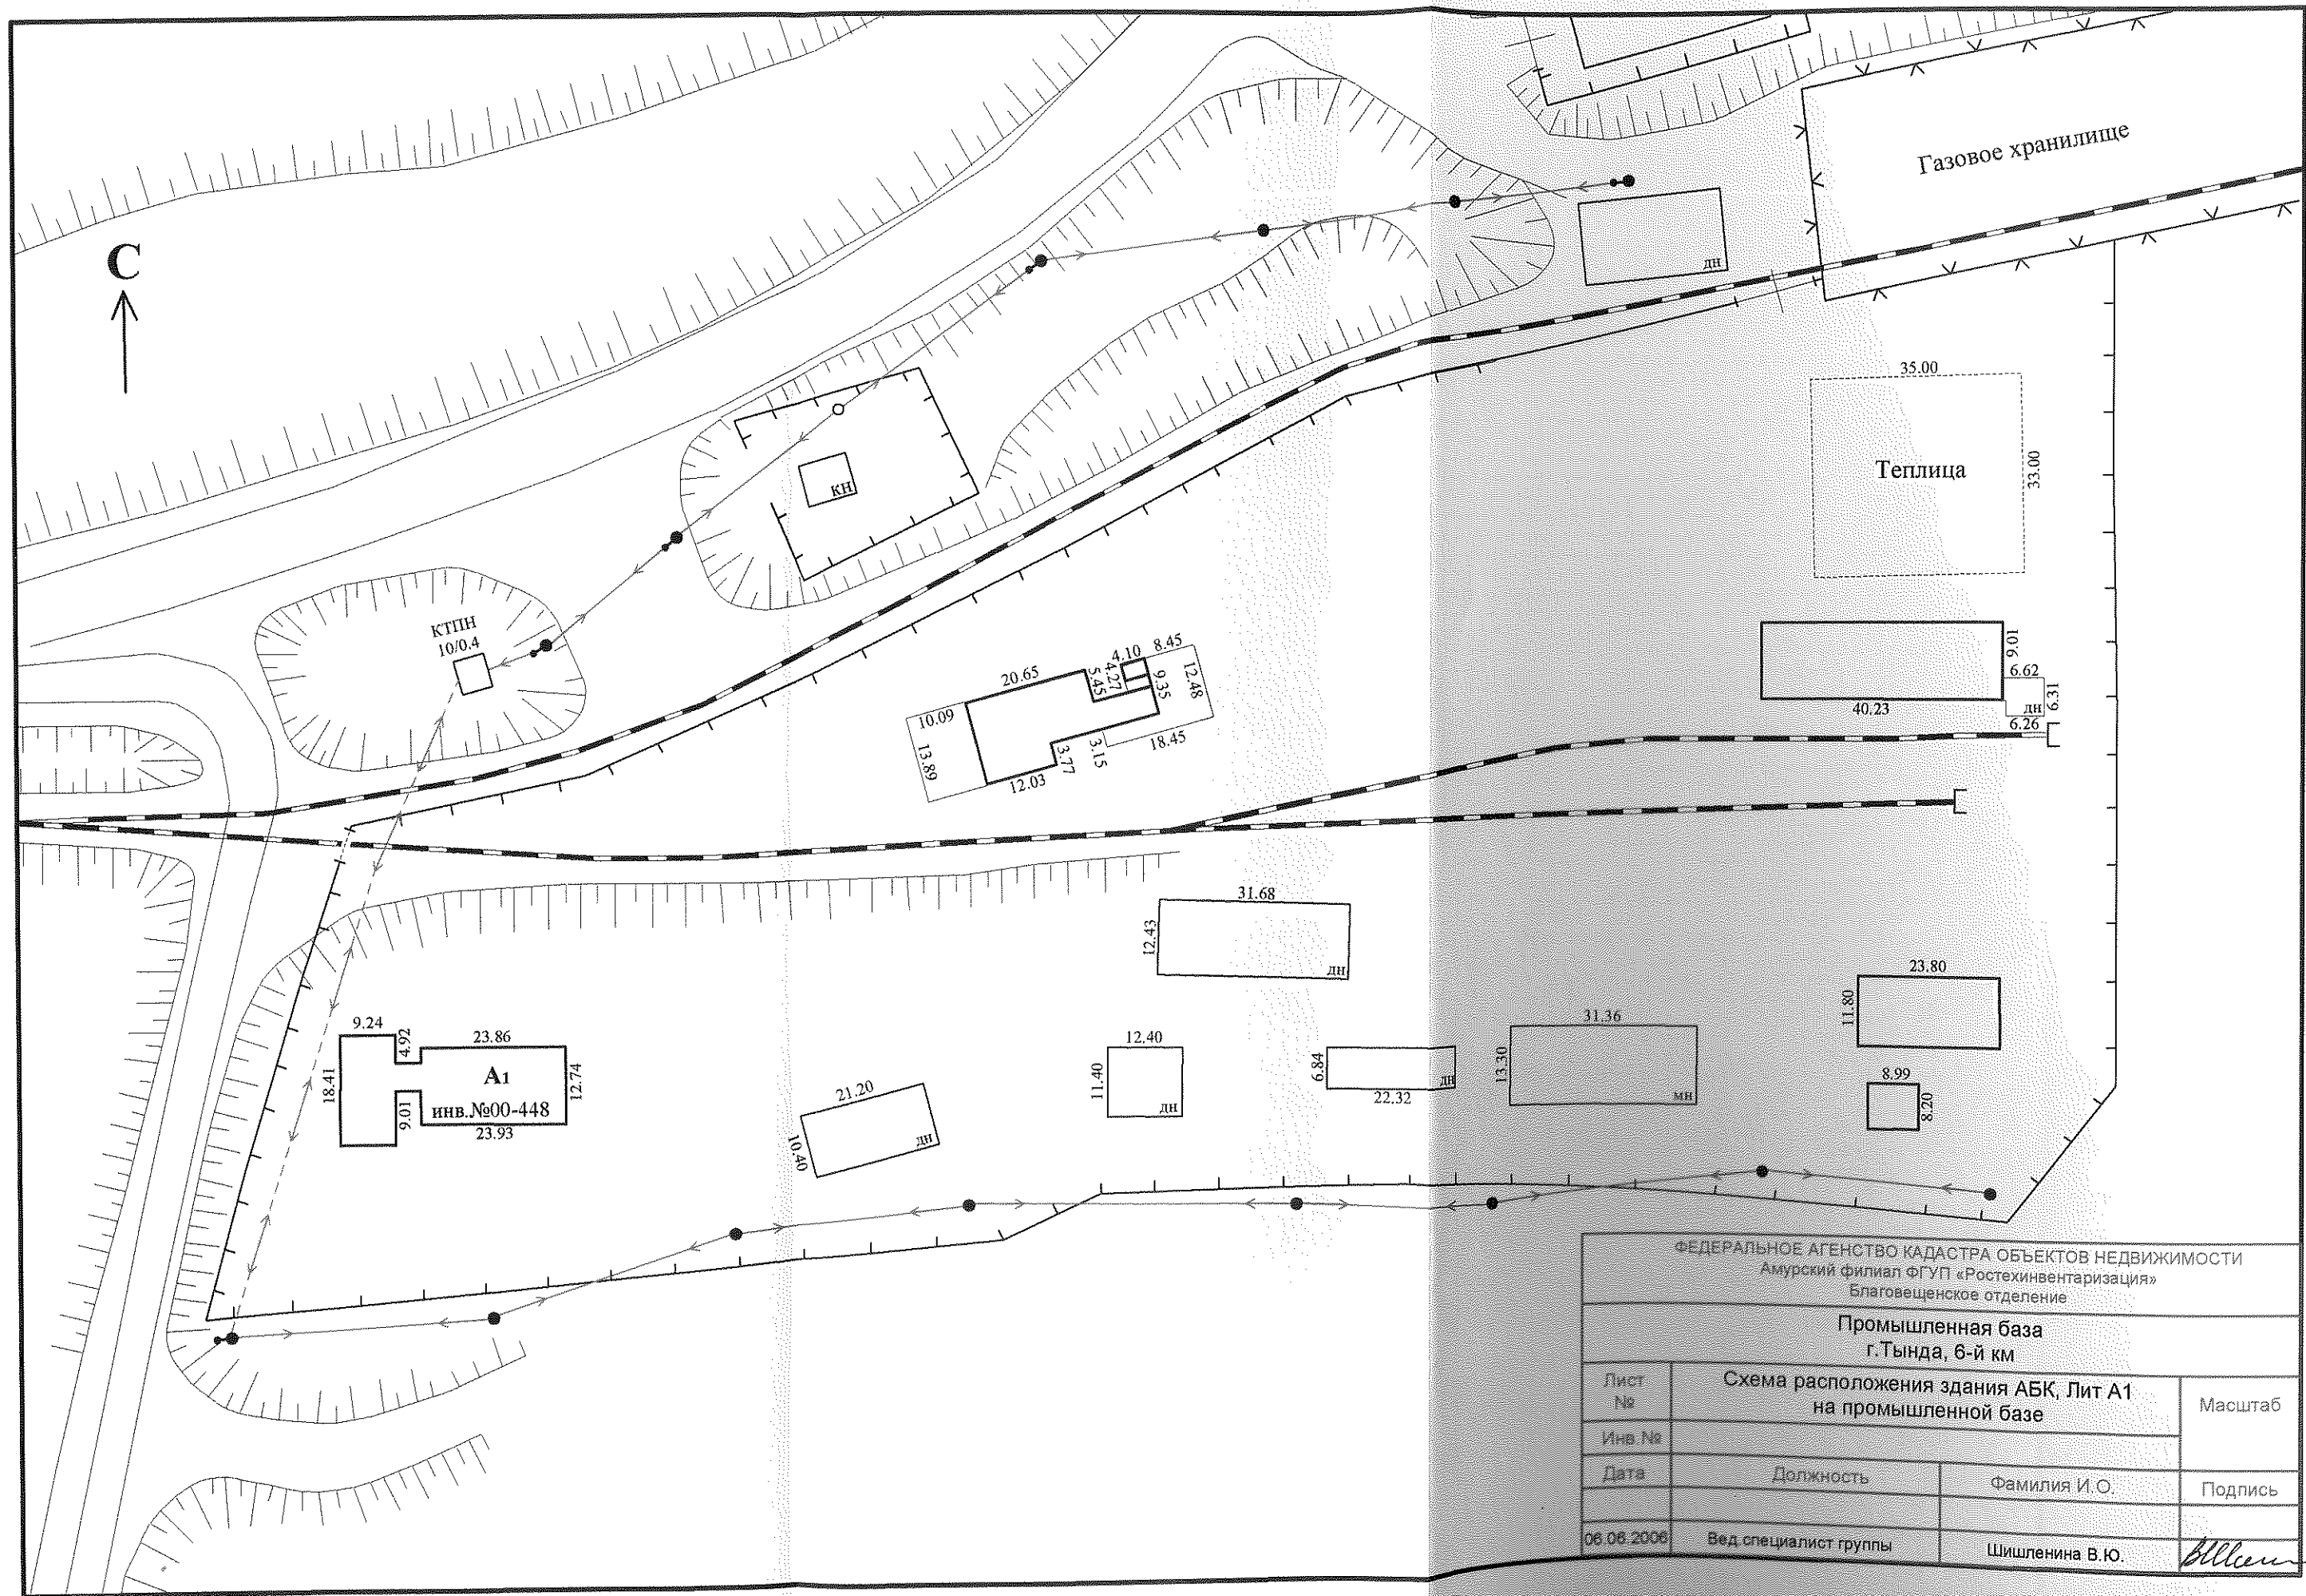 Газовое хранилище
С
дн
35.00
Теплица
33.00
кн
КТПН
10/0.4
20.65
5.45
4.27
4.10
8.45
9.35
12.48
10.09
13.89
12.03
3.77
3.15
18.45
9.01
40.23
6.62
дн
6.31
6.26
31.68
12.43
дн
9.24
4.92
23.86
18.41
А1
12.74
9.01
инв.№00-448
23.93
21.20
10.40
дн
12.40
11.40
дн
6.84
дн
22.32
31.36
13.30
мн
23.80
11.80
8.99
8.20
ФЕДЕРАЛЬНОЕ АГЕНСТВО КАДАСТРА ОБЪЕКТОВ НЕДВИЖИМОСТИ
Амурский филиал ФГУП «Ростехинвентаризация»
Благовещенское отделение
Промышленная база
г.Тында, 6-й км
Лист
№
Схема расположения здания АБК, Лит А1
на промышленной базе
Масштаб
Инв.№
Дата
Должность
Фамилия И.О.
Подпись
06.06.2006
Вед.специалист группы
Шишленина В.Ю.